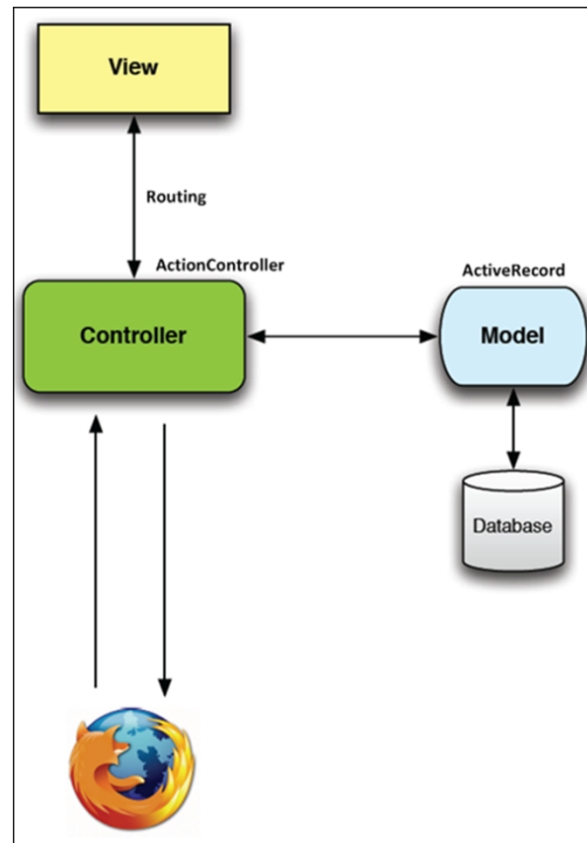 View
Routing
ActionController
ActiveRecord
Controller
Model
Database